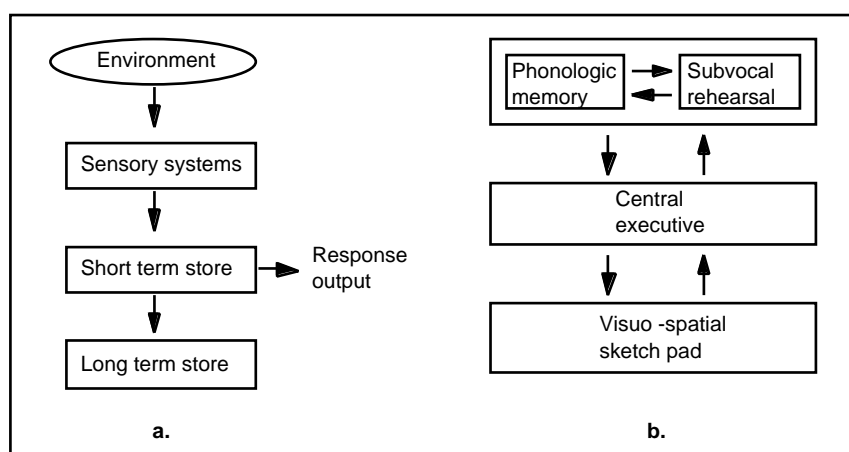 Environment
Sensory systems
Short term store
Response
output
Long term store
a.
Phonologic
memory
Subvocal
rehearsal
Central
executive
Visuo -spatial
sketch pad
b.